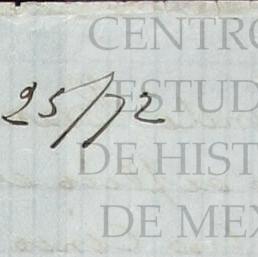 CENTRO
25/72
ESTUD
DE HIST
DE MEX